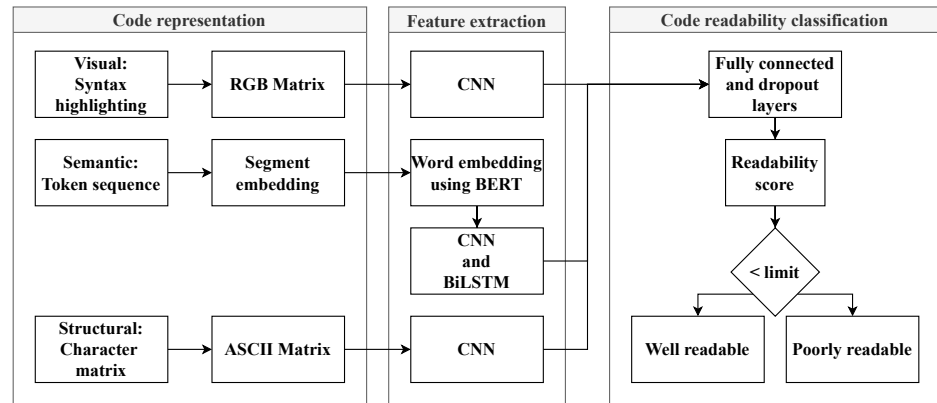 Code representation
Visual:
Syntax
highlighting
RGB Matrix
Semantic:
Token sequence
Segment
embedding
Structural:
Character
matrix
ASCII Matrix
Feature extraction
CNN
Word embedding
using BERT
CNN
and
BiLSTM
CNN
Code readability classification
Fully connected
and dropout
layers
Readability
score
< limit
Well readable
Poorly readable